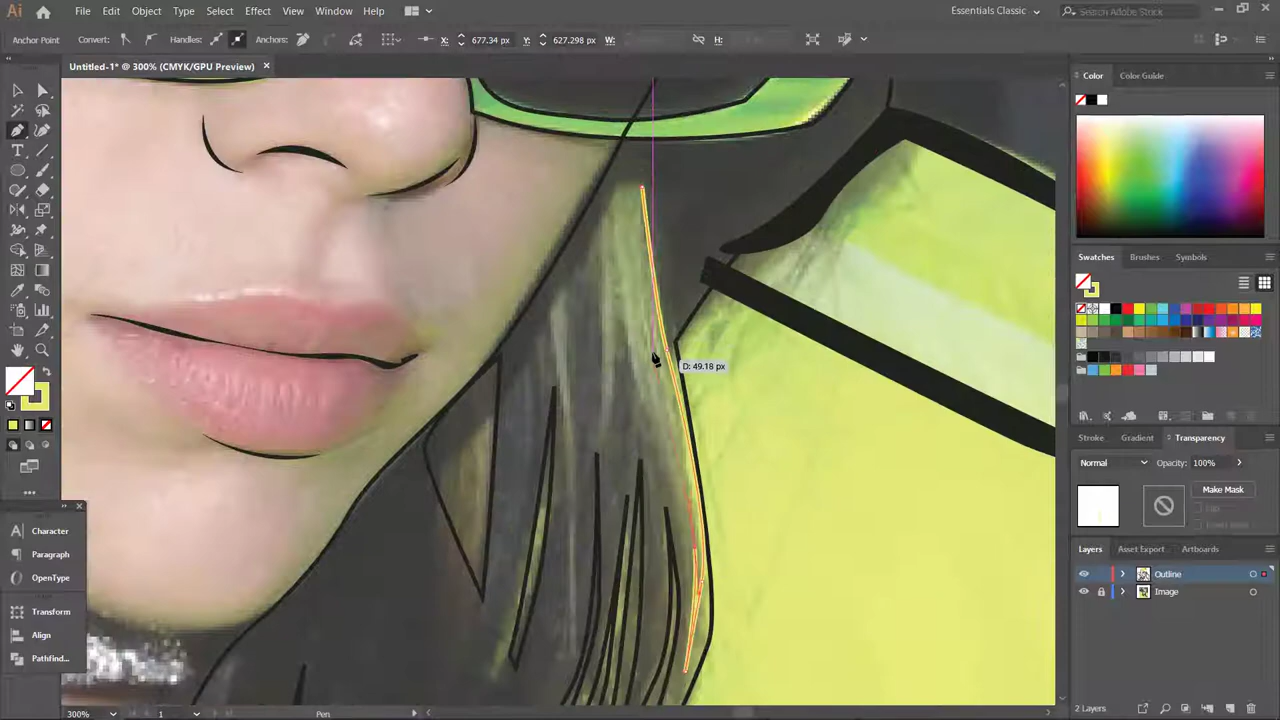 Ai File Edit Object Type Select Effect View Window Help Essentials Classic Search Adobe Stock
Anchor Point Convert: Handles: Anchors: X: 677.34 px Y: 627.298 px W: H:
Untitled-1* @ 300% (CMYK/GPU Preview)
Color Color Guide
Swatches Brushes Symbols
D: 49.18 px
Stroke Gradient Transparency
Normal Opacity: 100%
Make Mask
Clip
Invert Mask
Character
Paragraph
OpenType
Transform
Align
Pathfind...
Layers Asset Export Artboards
Outline
Image
300% 1 Pen 2 Layers